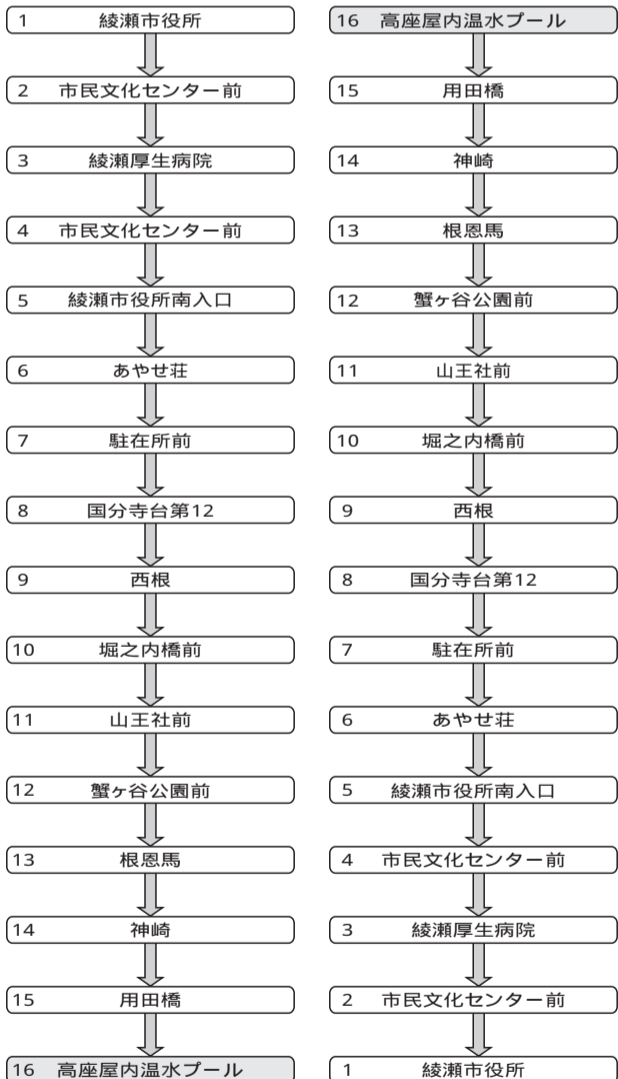 1 綾瀬市役所
2 市民文化センター前
3 綾瀬厚生病院
4 市民文化センター前
5 綾瀬市役所南入口
6 あやせ荘
7 駐在所前
8 国分寺台第12
9 西根
10 堀之内橋前
11 山王社前
12 蟹ヶ谷公園前
13 根恩馬
14 神崎
15 用田橋
16 高座屋内温水プール
16 高座屋内温水プール
15 用田橋
14 神崎
13 根恩馬
12 蟹ヶ谷公園前
11 山王社前
10 堀之内橋前
9 西根
8 国分寺台第12
7 駐在所前
6 あやせ荘
5 綾瀬市役所南入口
4 市民文化センター前
3 綾瀬厚生病院
2 市民文化センター前
1 綾瀬市役所